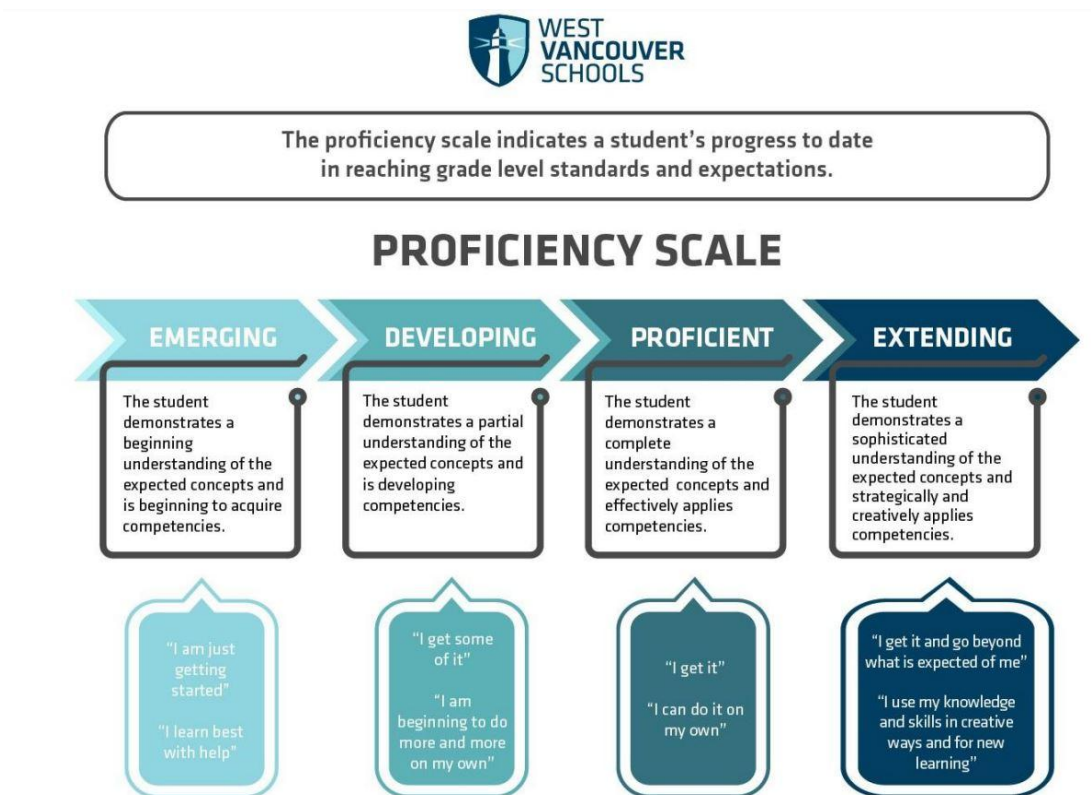 WEST
VANCOUVER
SCHOOLS
The proficiency scale indicates a student's progress to date
in reaching grade level standards and expectations.
PROFICIENCY SCALE
EMERGING
The student
demonstrates a
beginning
understanding of the
expected concepts and
is beginning to acquire
competencies.
"I am just
getting
started"
"I learn best
with help"
DEVELOPING
The student
demonstrates a partial
understanding of the
expected concepts and
is developing
competencies.
"I get some
of it"
"I am
beginning to do
more and more
on my own"
PROFICIENT
The student
demonstrates a
complete
understanding of the
expected concepts and
effectively applies
competencies.
"I get it"
"I can do it on
my own"
EXTENDING
The student
demonstrates a
sophisticated
understanding of the
expected concepts and
strategically and
creatively applies
competencies.
"I get it and go beyond
what is expected of me"
"I use my knowledge
and skills in creative
ways and for new
learning"